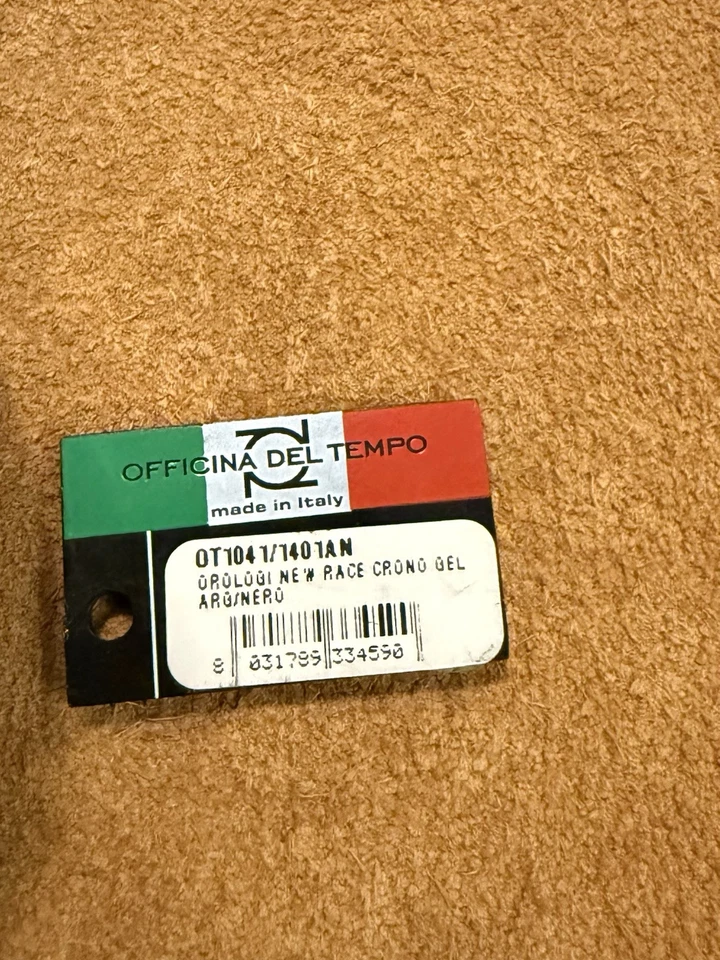 OFFICINA DEL TEMPO
made in Italy
OT1041/1401AN
OROLOGI NEW RACE CRONO GEL
ARG/NERO
8 031789 334590